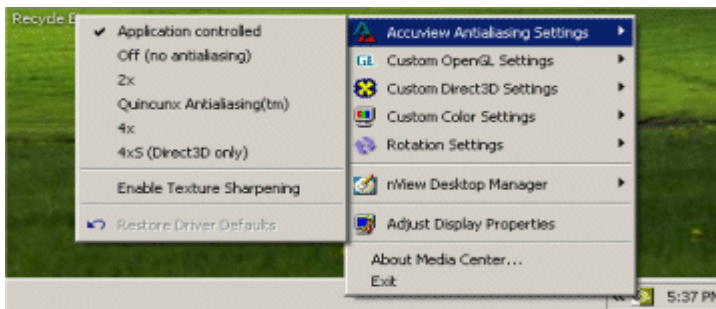 Recycle B
Application controlled
Off (no antialiasing)
2x
Quincunx Antialiasing(tm)
4x
4xS (Direct3D only)
Enable Texture Sharpening
Restore Driver Defaults
Accuview Antialiasing Settings
GL Custom OpenGL Settings
Custom Direct3D Settings
Custom Color Settings
Rotation Settings
nView Desktop Manager
Adjust Display Properties
About Media Center...
Exit
5:37 PM